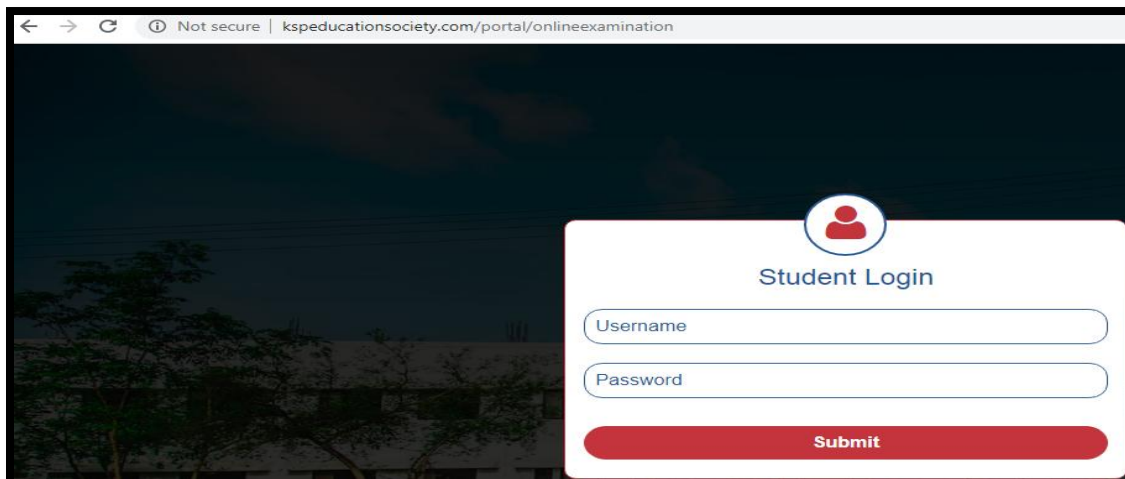 Not secure | kspeducationsociety.com/portal/onlineexamination
Student Login
Username
Password
Submit